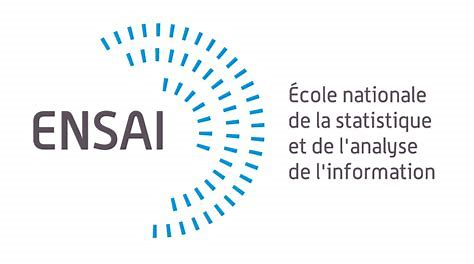 ENSAI
École nationale
de la statistique
et de l'analyse
de l'information